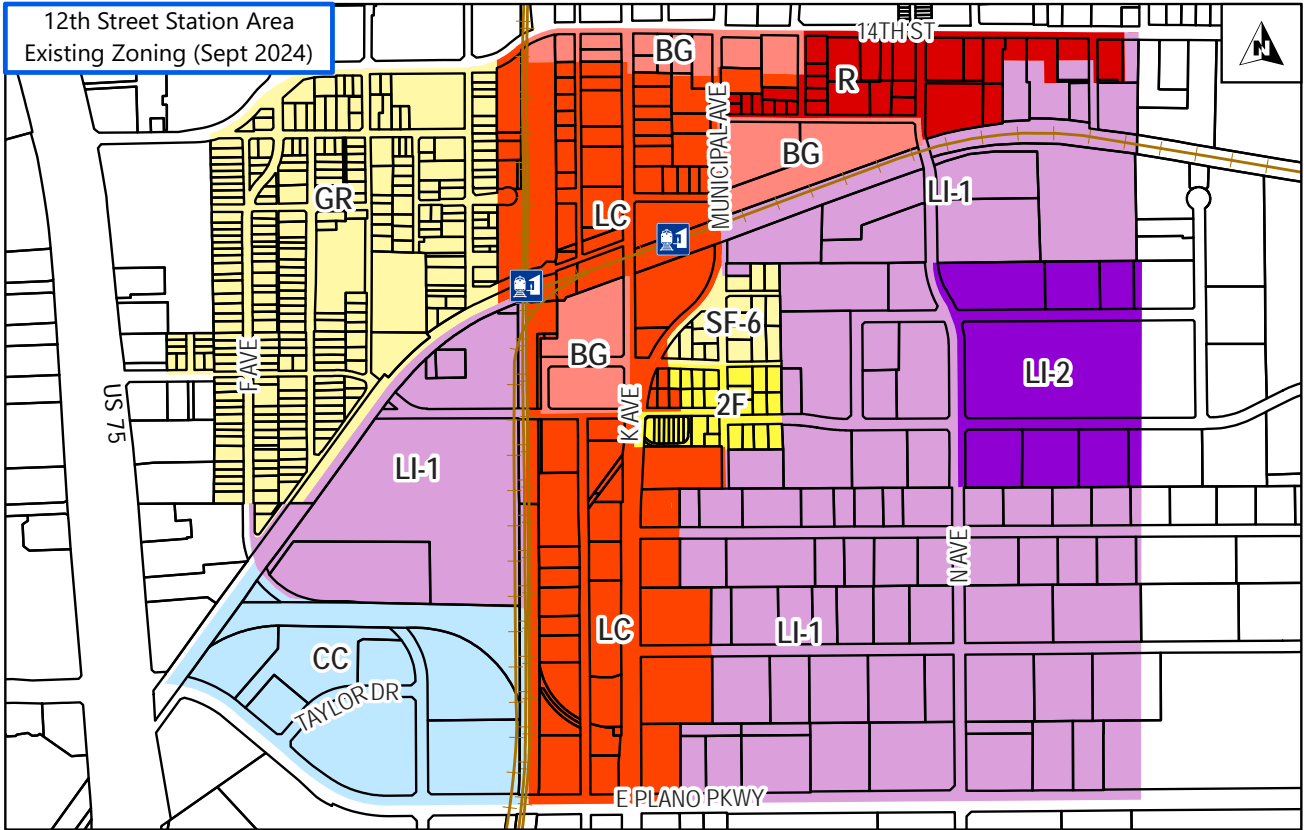 12th Street Station Area
Existing Zoning (Sept 2024)
14TH ST
N
BG
R
MUNICIPAL AVE
BG
GR
LI-1
LC
1
1
SF-6
BG
F AVE
LI-2
US 75
2F
K AVE
LI-1
N AVE
LC
LI-1
CC
TAYLOR DR
E PLANO PKWY